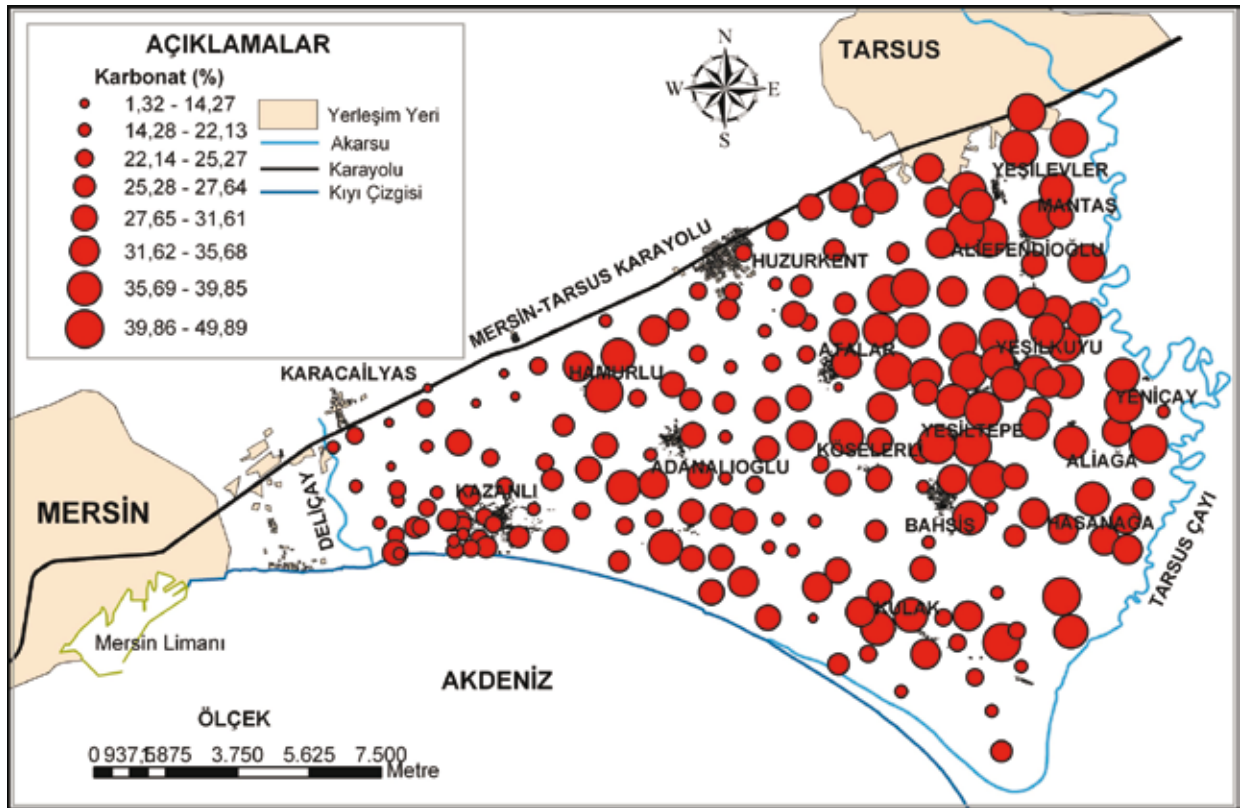 AÇIKLAMALAR
Karbonat (%)
1,32 - 14,27
14,28 - 22,13
22,14 - 25,27
25,28 - 27,64
27,65 - 31,61
31,62 - 35,68
35,69 - 39,85
39,86 - 49,89
Yerleşim Yeri
Akarsu
Karayolu
Kıyı Çizgisi
N
W
E
S
TARSUS
YEŞİLEVLER
MANTAŞ
ALİEFENDİOĞLU
HUZURKENT
MERSİN-TARSUS KARAYOLU
ATALAR
YEŞİLKUYU
HAMURLU
KARACAİLYAS
YENİÇAY
YEŞİLTEPE
KÖSELERLİ
ALİAĞA
ADANALIOĞLU
KAZANLI
MERSİN
DELİÇAY
BAHŞİŞ
HASANAĞA
TARSUS ÇAYI
KULAK
Mersin Limanı
AKDENİZ
ÖLÇEK
0 937,5 1.875 3.750 5.625 7.500
Metre